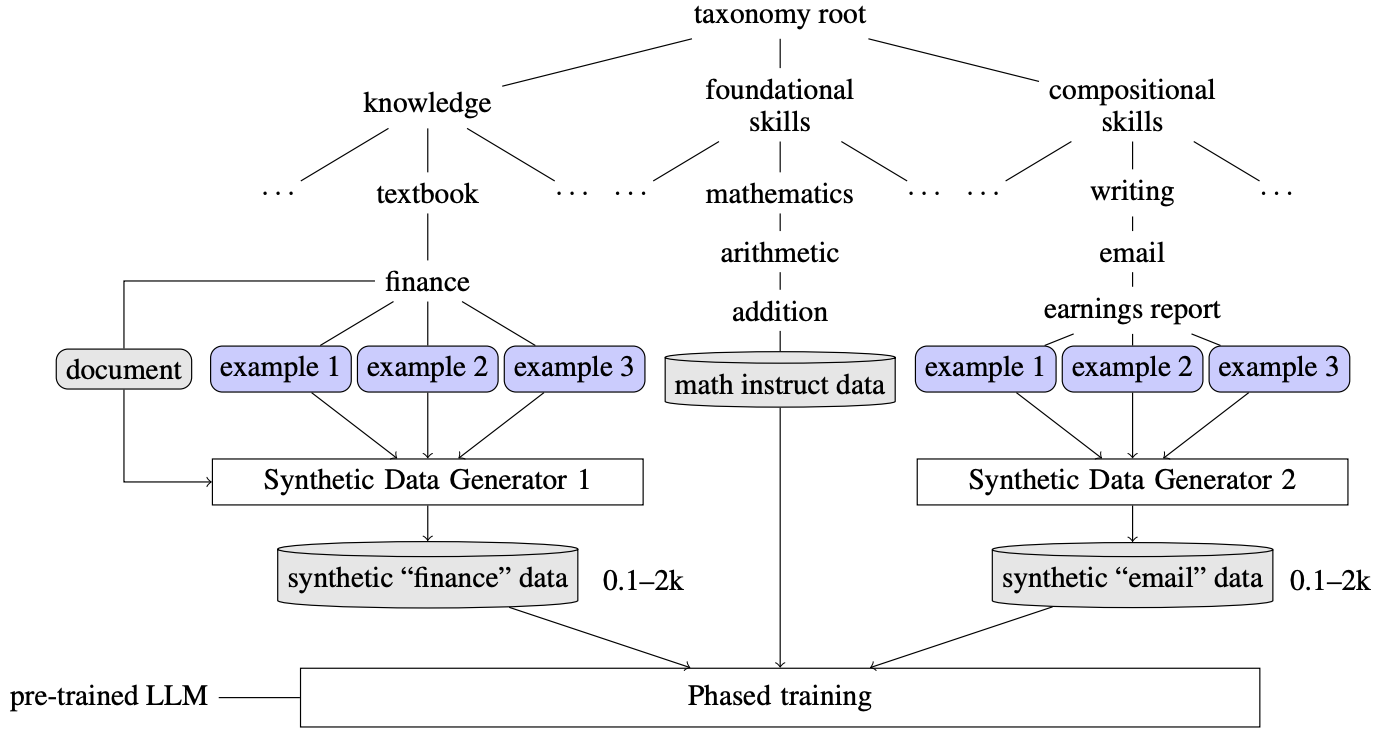 taxonomy root
knowledge
foundational
skills
compositional
skills
. . .
textbook
. . .
. . .
mathematics
. . .
. . .
writing
. . .
arithmetic
email
finance
addition
earnings report
document
example 1
example 2
example 3
math instruct data
example 1
example 2
example 3
Synthetic Data Generator 1
Synthetic Data Generator 2
synthetic “finance” data
0.1–2k
synthetic “email” data
0.1–2k
pre-trained LLM
Phased training